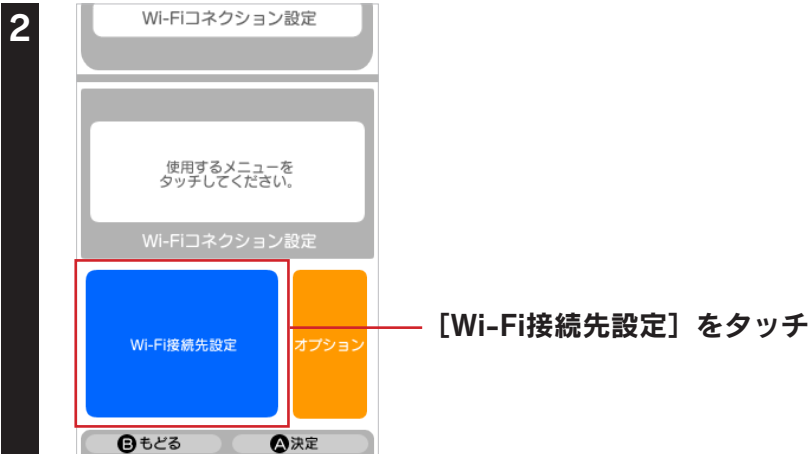 2
Wi-Fiコネクション設定
使用するメニューを
タッチしてください。
Wi-Fiコネクション設定
Wi-Fi接続先設定
オプション
［Wi-Fi接続先設定］をタッチ
Bもどる
A決定